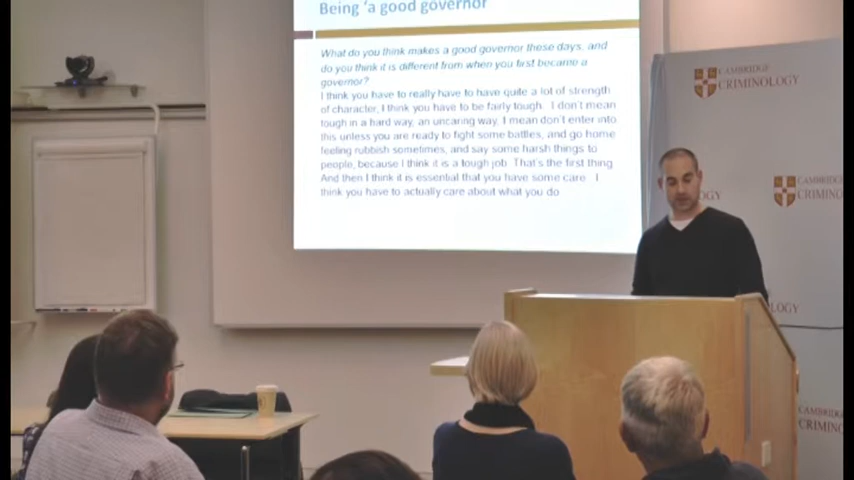 Being 'a good governor'
What do you think makes a good governor these days, and
do you think it is different from when you first became a
governor?
I think you have to really have to have quite a lot of strength
of character, I think you have to be fairly tough. I don't mean
tough in a hard way, an uncaring way. I mean don't enter into
this unless you are ready to fight some battles, and go home
feeling rubbish sometimes, and say some harsh things to
people, because I think it is a tough job. That's the first thing.
And then I think it is essential that you have some care. I
think you have to actually care about what you do
CAMBRIDGE
CRIMINOLOGY
OGY
CAMBRIDGE
CRIMINO
LOGY
CAMBRIDG
CRIMIN